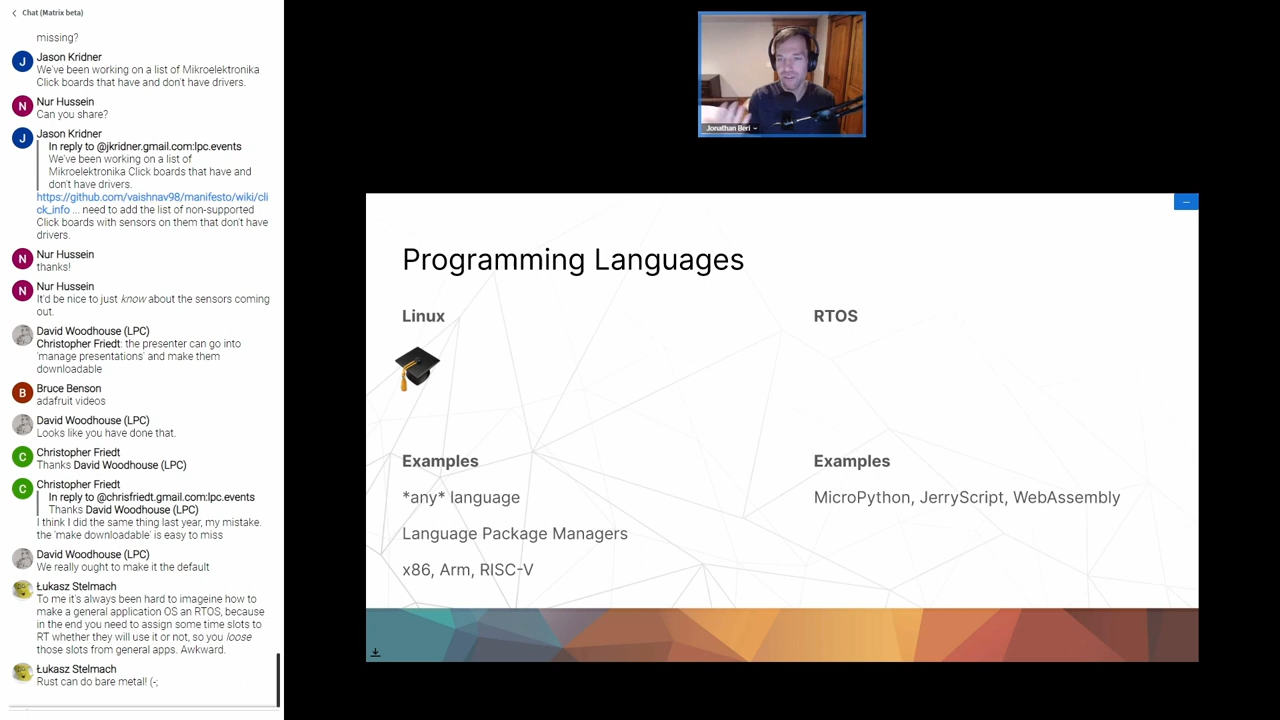 Chat (Matrix beta)
missing?
J
Jason Kridner
We've been working on a list of Mikroelektronika
Click boards that have and don't have drivers.
N
Nur Hussein
Can you share?
J
Jason Kridner
In reply to @jkridner.gmail.com:lpc.events
We've been working on a list of
Mikroelektronika Click boards that have and
don't have drivers.
https://github.com/vaishnav98/manifesto/wiki/cli
ck_info ... need to add the list of non-supported
Click boards with sensors on them that don't have
drivers.
N
Nur Hussein
thanks!
N
Nur Hussein
It'd be nice to just know about the sensors coming
out.
David Woodhouse (LPC)
Christopher Friedt: the presenter can go into
'manage presentations' and make them
downloadable
B
Bruce Benson
adafruit videos
David Woodhouse (LPC)
Looks like you have done that.
C
Christopher Friedt
Thanks David Woodhouse (LPC)
C
Christopher Friedt
In reply to @chrisfriedt.gmail.com:lpc.events
Thanks David Woodhouse (LPC)
I think I did the same thing last year, my mistake.
the 'make downloadable' is easy to miss
David Woodhouse (LPC)
We really ought to make it the default
Łukasz Stelmach
To me it's always been hard to imageine how to
make a general application OS an RTOS, because
in the end you need to assign some time slots to
RT whether they will use it or not, so you loose
those slots from general apps. Awkward.
Łukasz Stelmach
Rust can do bare metal! (-;
Jonathan Beri
Programming Languages
Linux
Examples
*any* language
Language Package Managers
x86, Arm, RISC-V
RTOS
Examples
MicroPython, JerryScript, WebAssembly